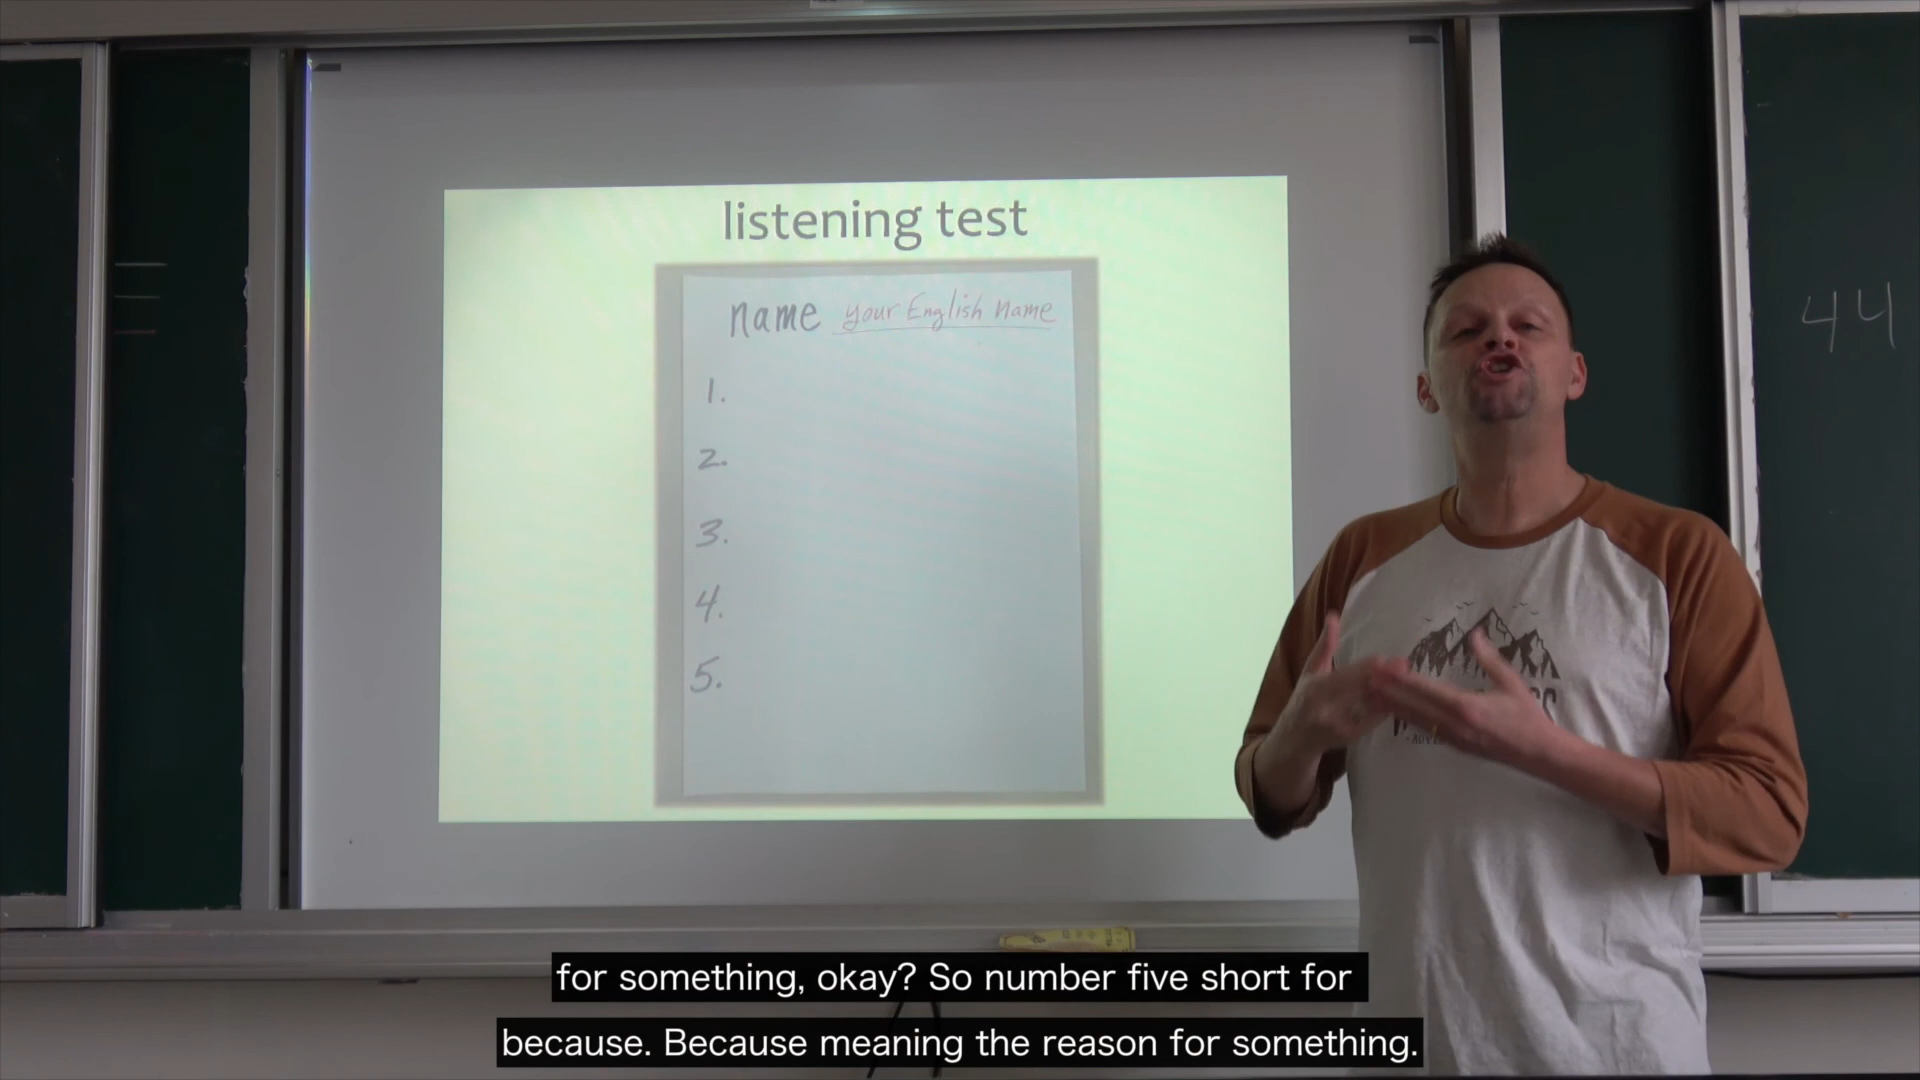 listening test
name your English Name
1.
2.
3.
4.
5.
44
for something, okay? So number five short for
because. Because meaning the reason for something.